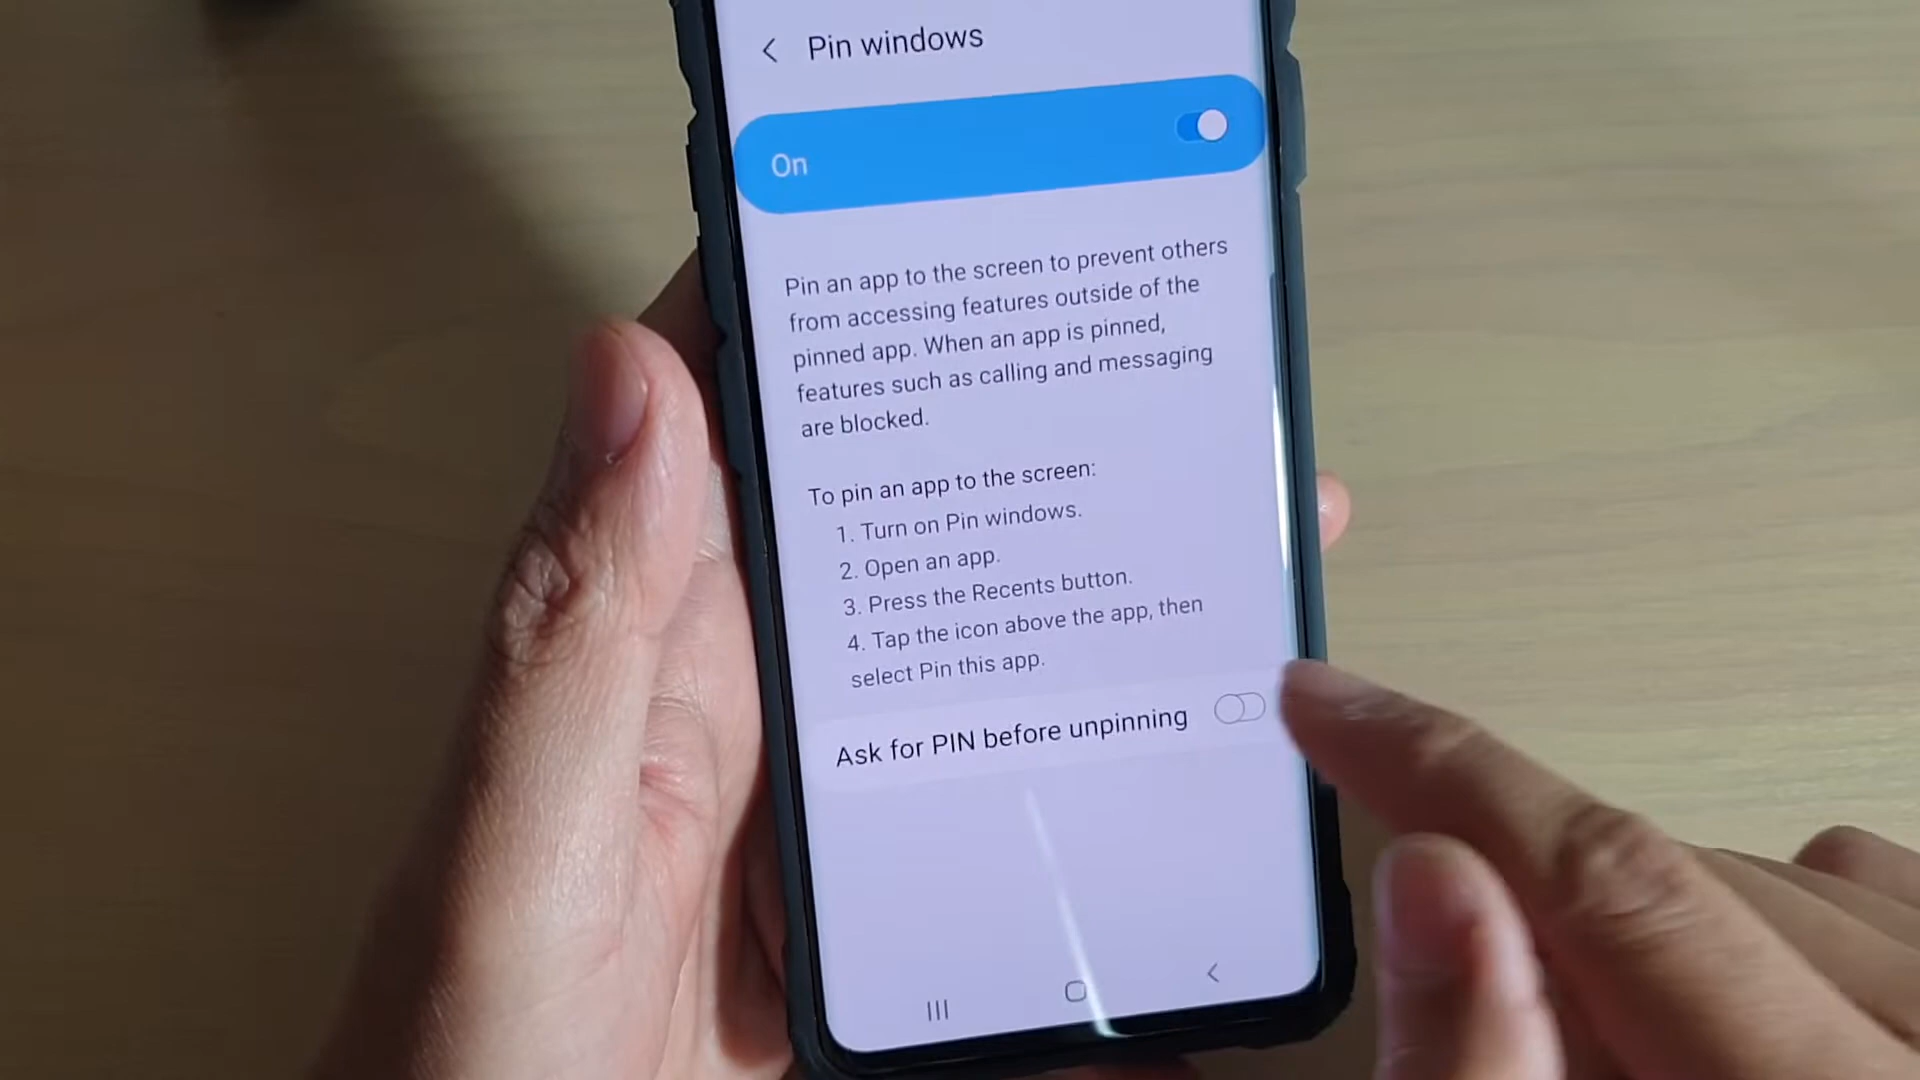 Pin windows
On
Pin an app to the screen to prevent others
from accessing features outside of the
pinned app. When an app is pinned,
features such as calling and messaging
are blocked.
To pin an app to the screen:
1. Turn on Pin windows.
2. Open an app.
3. Press the Recents button.
4. Tap the icon above the app, then
select Pin this app.
Ask for PIN before unpinning